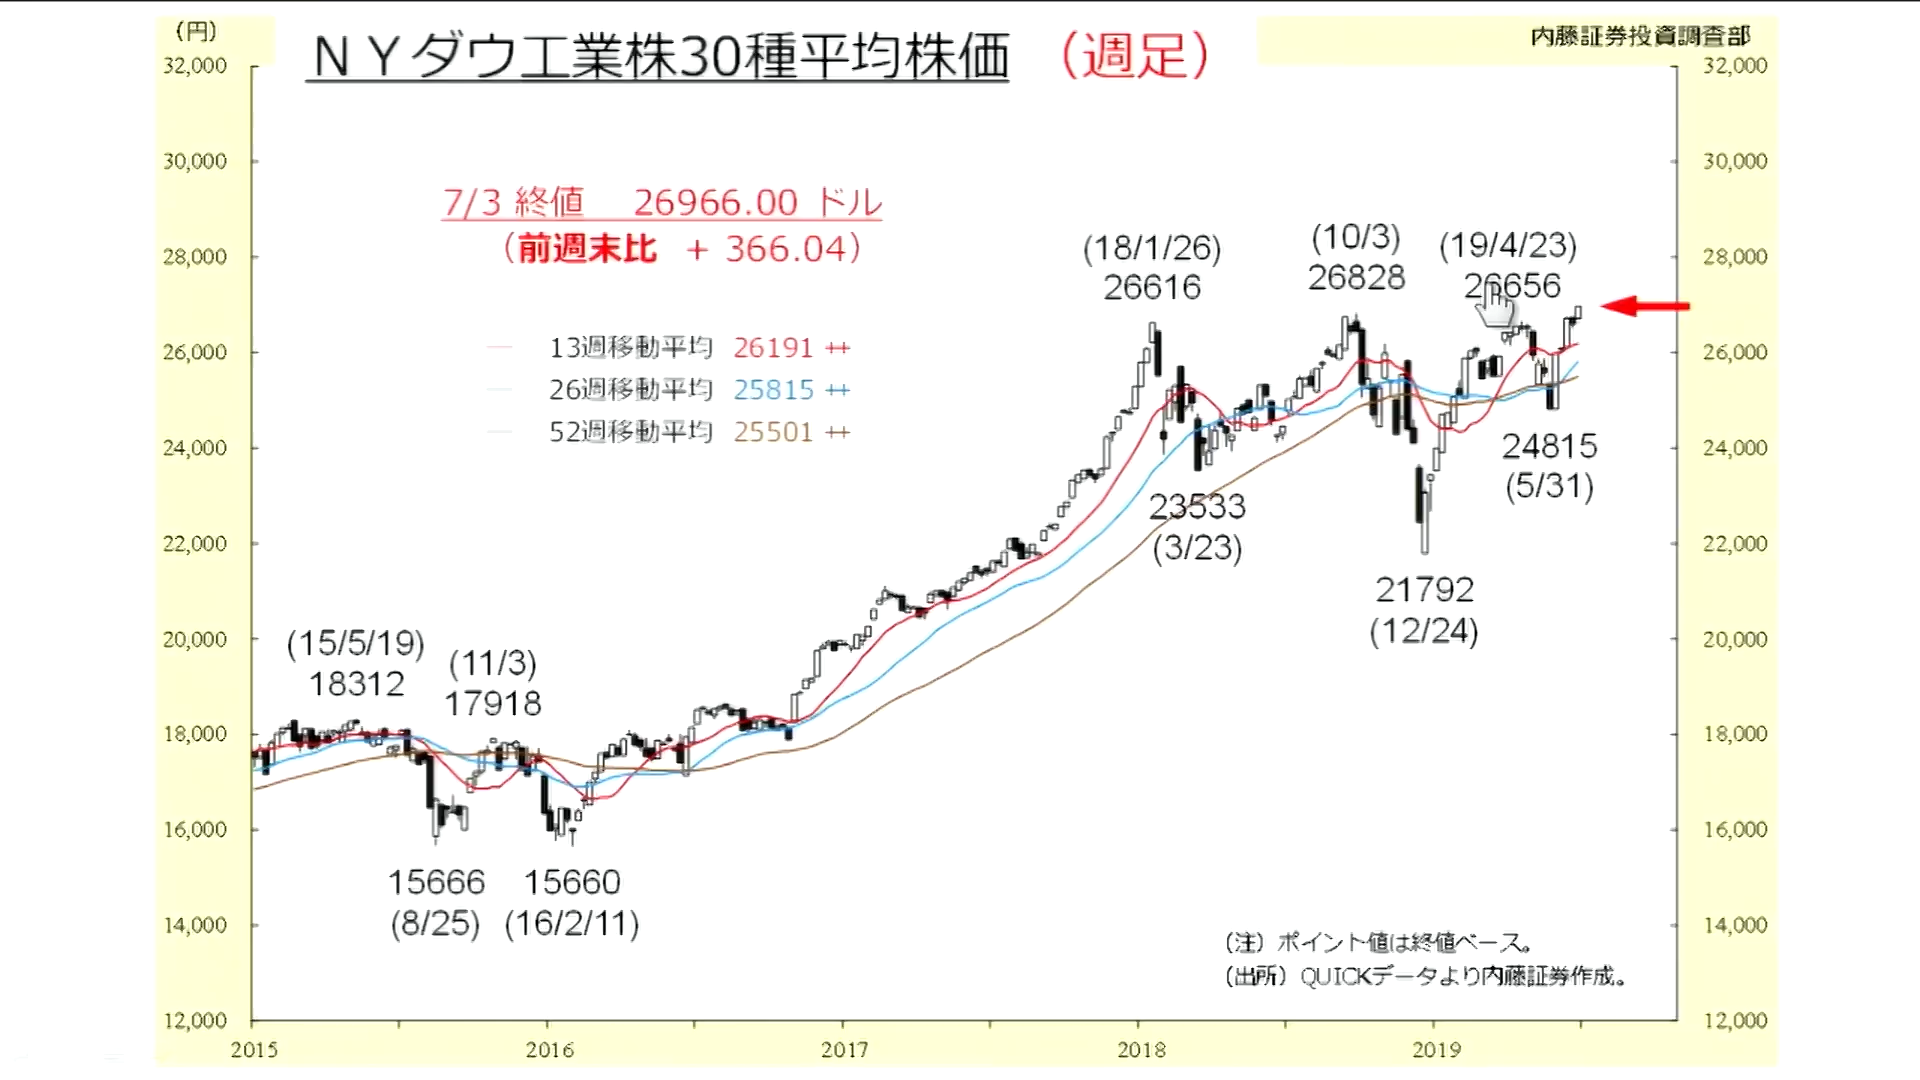 (円)
NYダウ工業株30種平均株価 (週足)
内藤証券投資調査部
32,000 32,000
30,000 30,000
7/3 終値 26966.00 ドル
(前週末比 + 366.04)
28,000 28,000
(18/1/26)
26616
(10/3)
26828
(19/4/23)
26656
13週移動平均 26191 ++
26週移動平均 25815 ++
52週移動平均 25501 ++
26,000 26,000
24,000 24,000
24815
(5/31)
23533
(3/23)
22,000 22,000
21792
(12/24)
20,000 20,000
(15/5/19)
18312
(11/3)
17918
18,000 18,000
16,000 16,000
15666
(8/25)
15660
(16/2/11)
14,000 14,000
(注) ポイント値は終値ベース。
(出所) QUICKデータより内藤証券作成。
12,000 12,000
2015 2016 2017 2018 2019